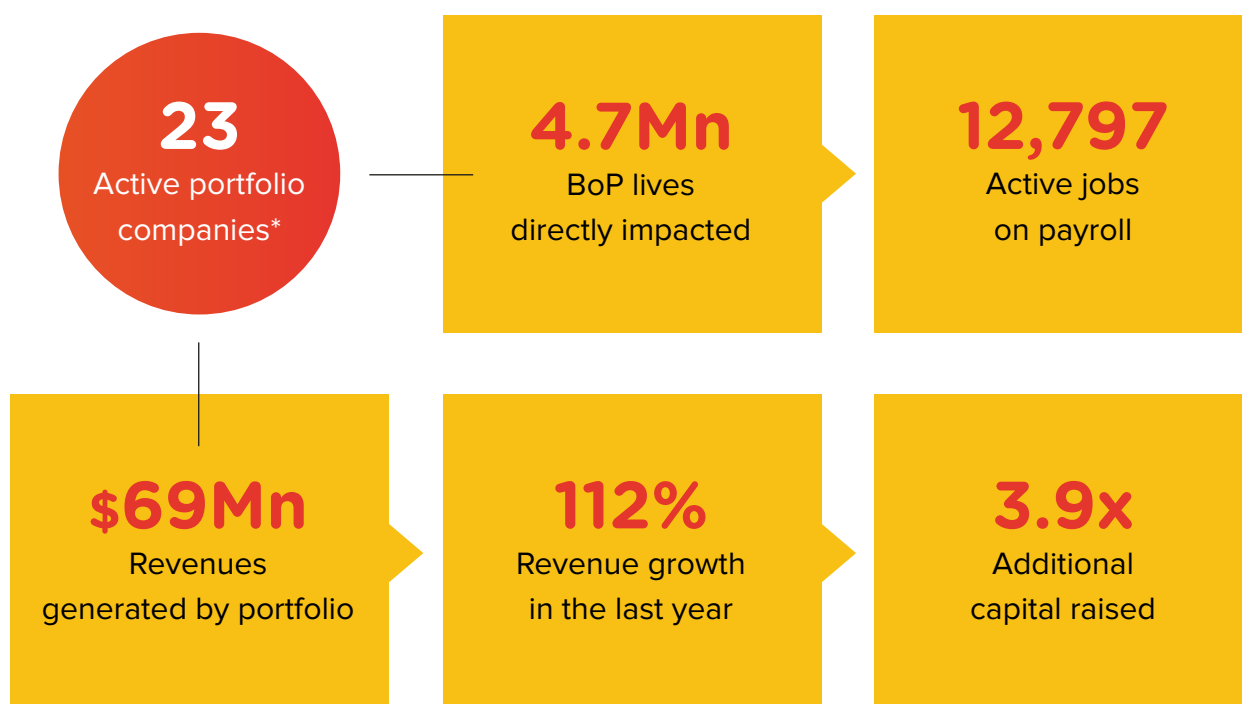 23
Active portfolio
companies*
4.7Mn
BoP lives
directly impacted
12,797
Active jobs
on payroll
$69Mn
Revenues
generated by portfolio
112%
Revenue growth
in the last year
3.9x
Additional
capital raised